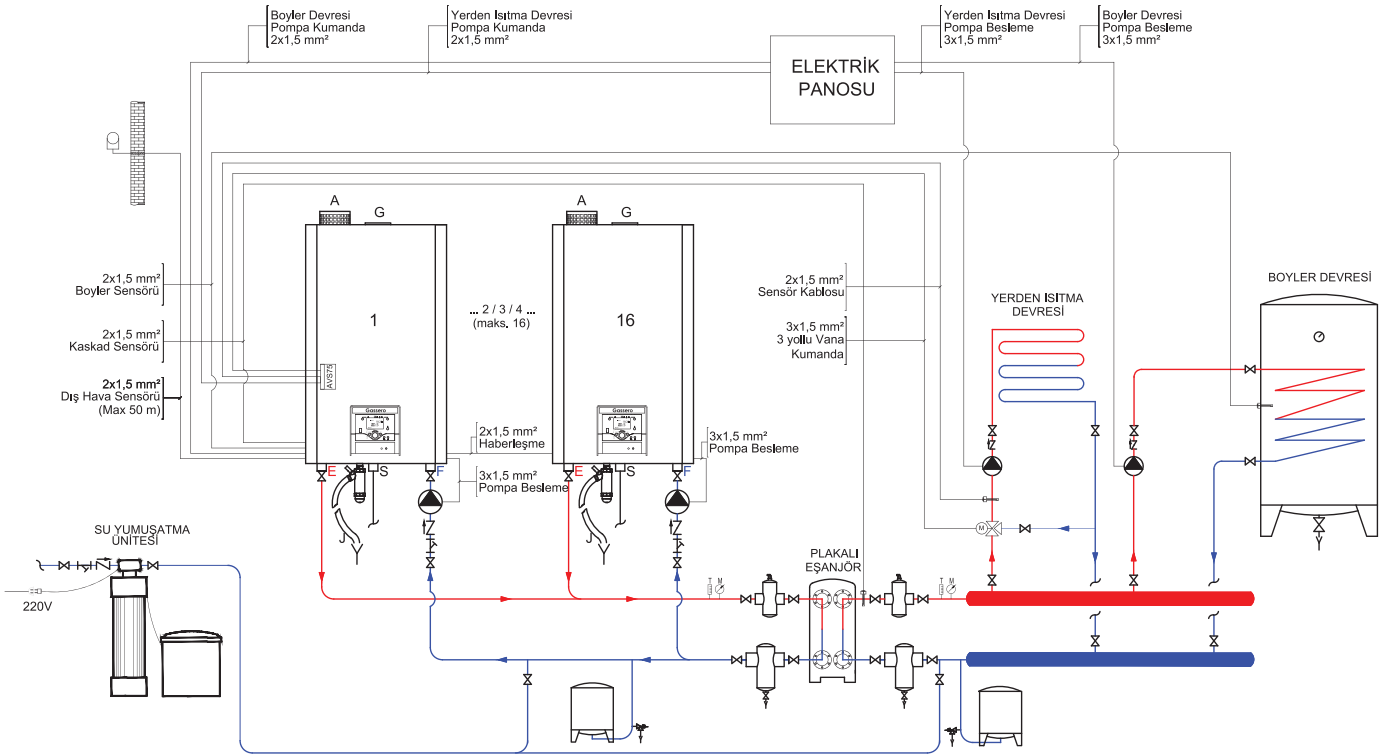 Boyler Devresi
Pompa Kumanda
2x1,5 mm²
Yerden Isıtma Devresi
Pompa Kumanda
2x1,5 mm²
Yerden Isıtma Devresi
Pompa Besleme
3x1,5 mm²
Boyler Devresi
Pompa Besleme
3x1,5 mm²
ELEKTRİK
PANOSU
A
G
A
G
2x1,5 mm²
Boyler Sensörü
2x1,5 mm²
Kaskad Sensörü
2x1,5 mm²
Dış Hava Sensörü
(Max 50 m)
1
... 2 / 3 / 4 ...
(maks. 16)
16
AVS75
Gassero
Gassero
2x1,5 mm²
Sensör Kablosu
3x1,5 mm²
3 yollu Vana
Kumanda
YERDEN ISITMA
DEVRESİ
BOYLER DEVRESİ
2x1,5 mm²
Haberleşme
3x1,5 mm²
Pompa Besleme
3x1,5 mm²
Pompa Besleme
E
S
F
E
S
F
M
SU YUMUŞATMA
ÜNİTESİ
220V
PLAKALI
EŞANJÖR
T
M
T
M